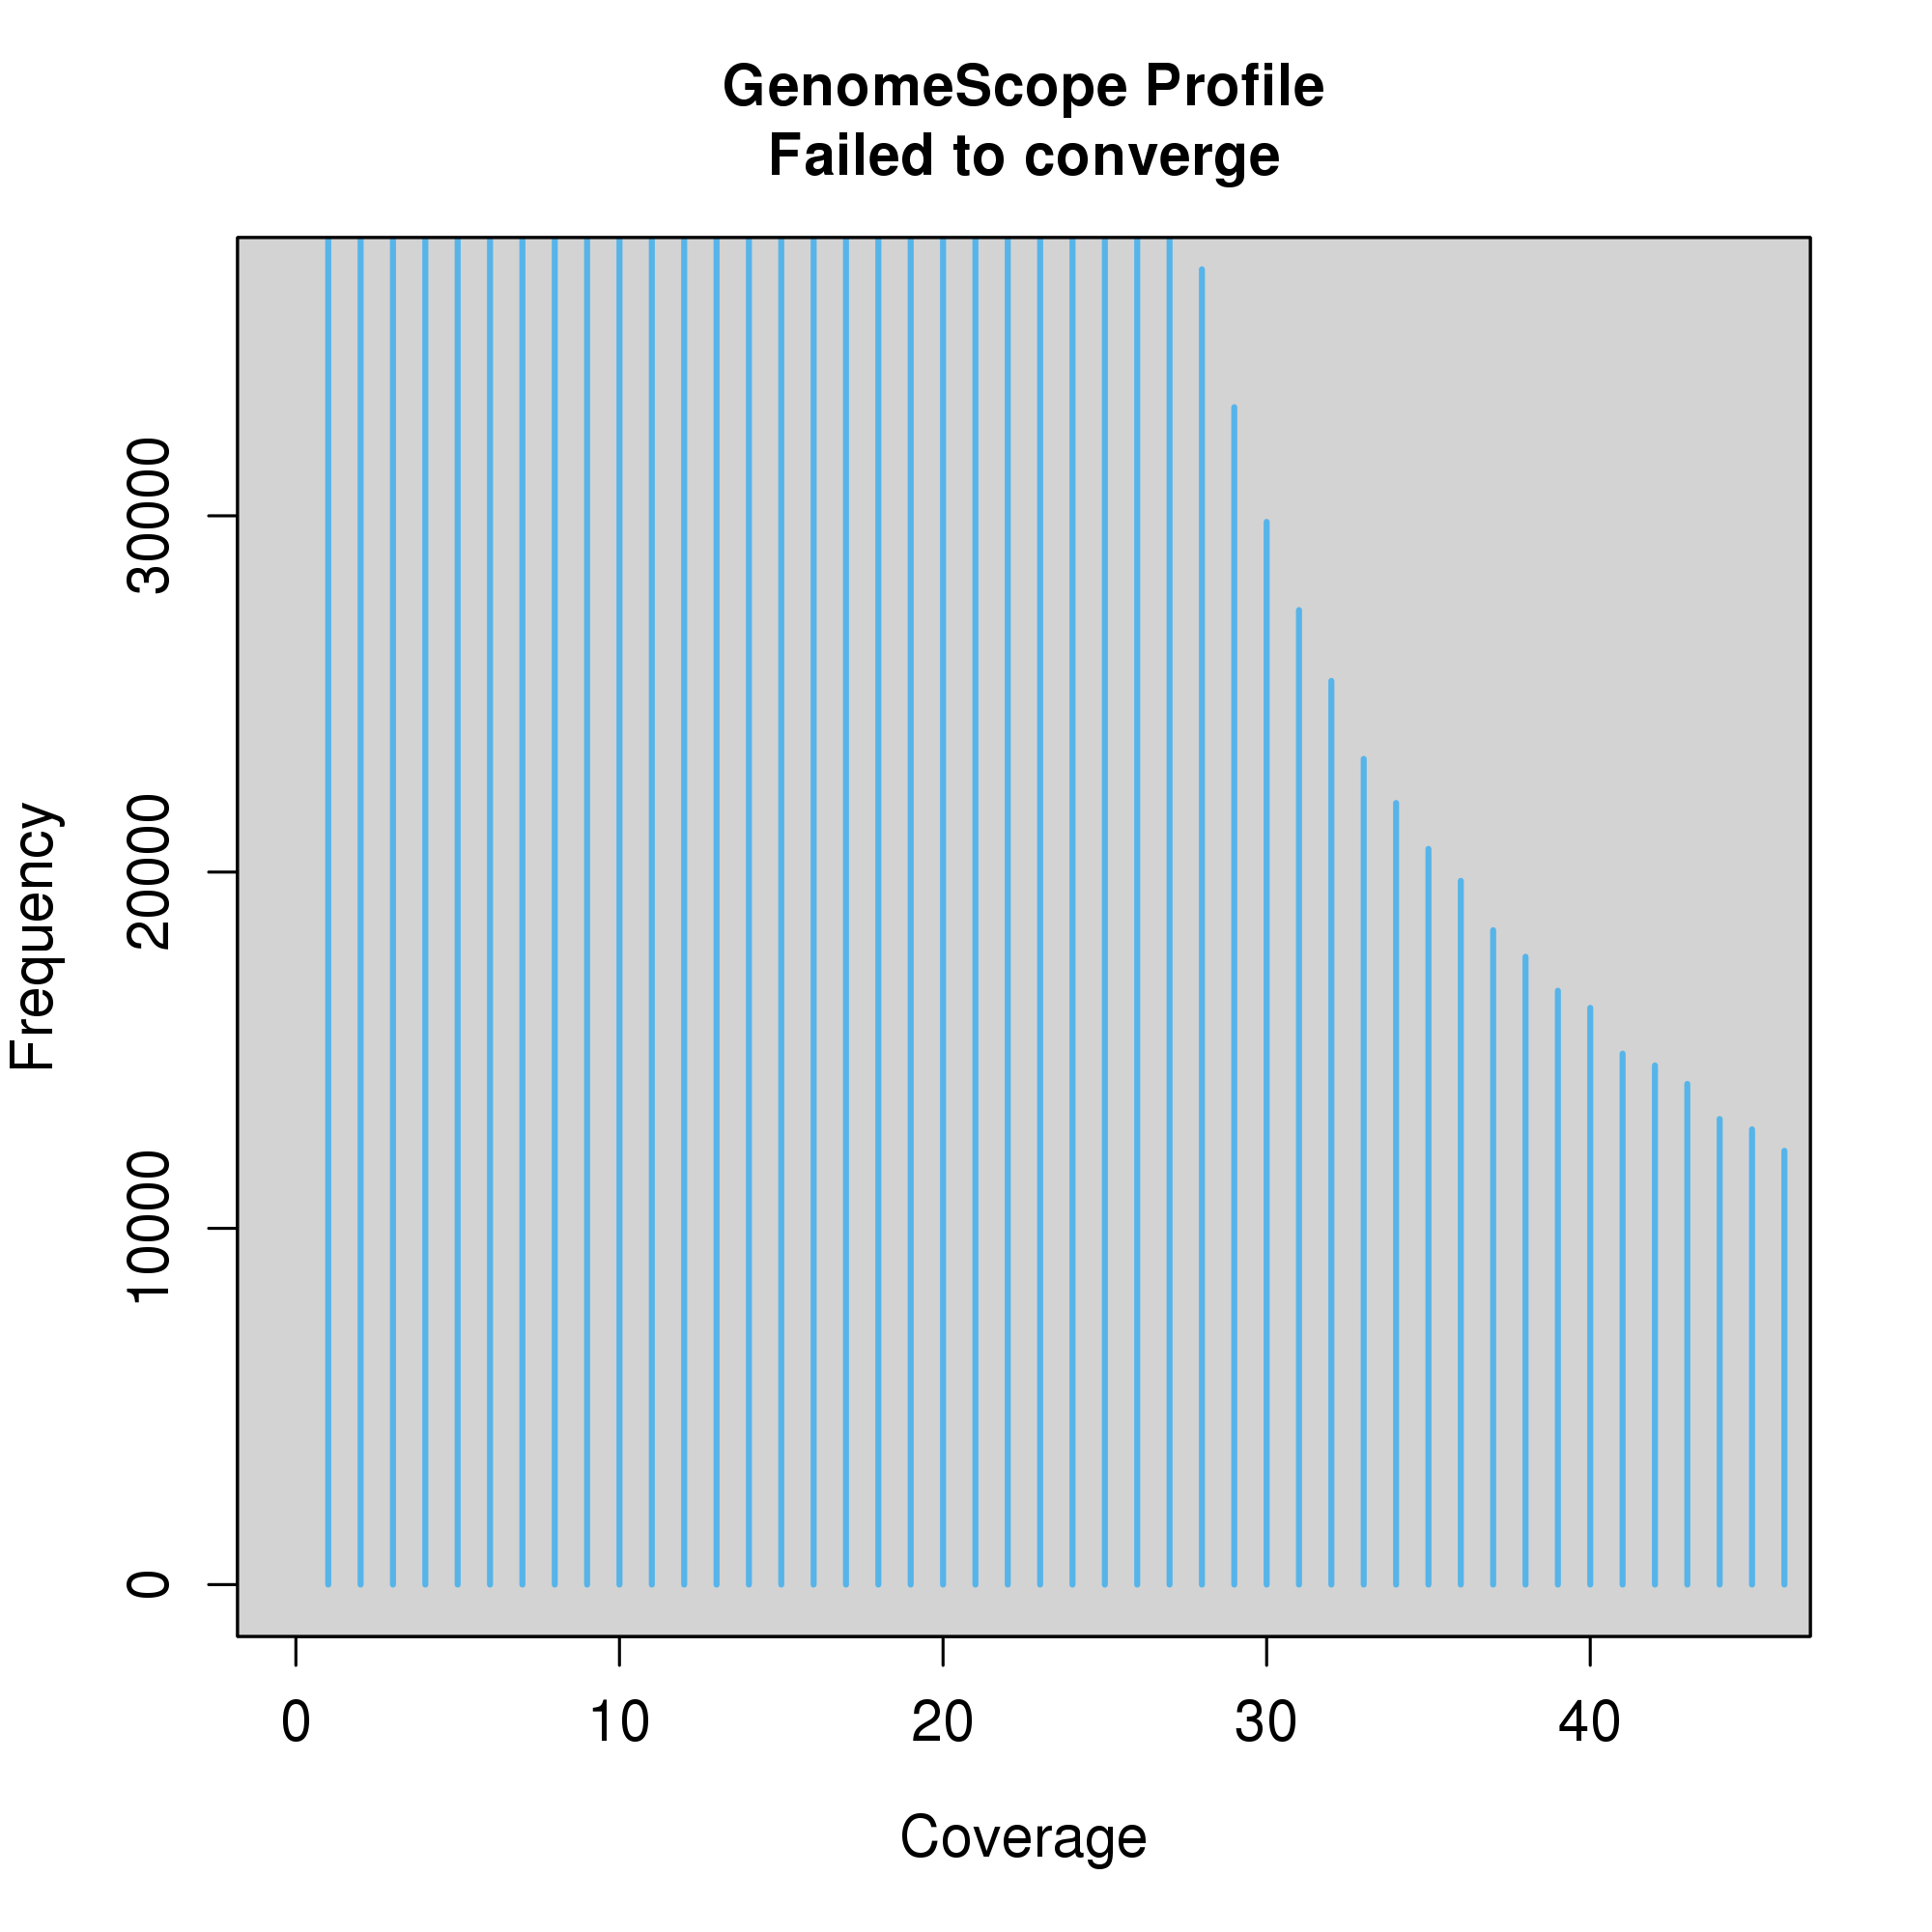 GenomeScope Profile
Failed to converge
Frequency
30000
20000
10000
0
0 10 20 30 40
Coverage